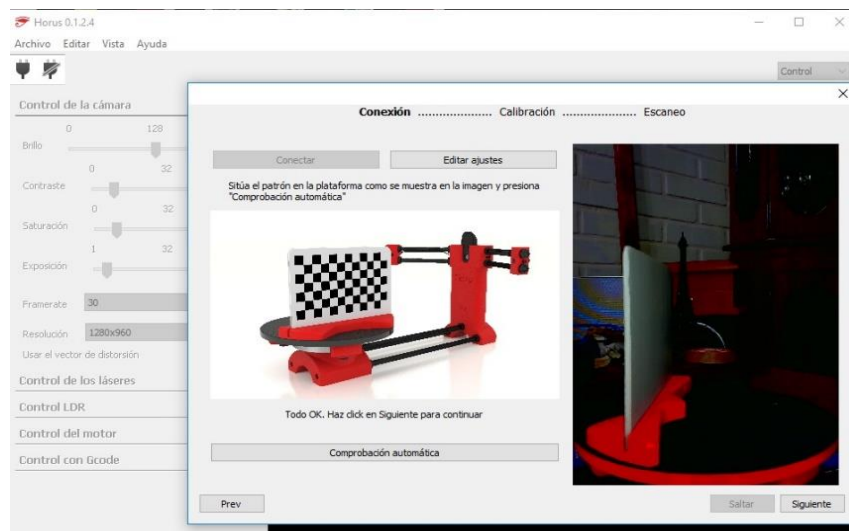 Horus 0.1.2.4
Archivo Editar Vista Ayuda
Control
Control de la cámara
0 128
Brillo
0 32
Contraste
0 32
Saturación
1 32
Exposición
Framerate 30
Resolución 1280x960
Usar el vector de distorsión
Control de los láseres
Control LDR
Control del motor
Control con Gcode
Conexión .................... Calibración ..................... Escaneo
Conectar Editar ajustes
Sitúa el patrón en la plataforma como se muestra en la imagen y presiona
"Comprobación automática"
Todo OK. Haz click en Siguiente para continuar
Comprobación automática
Prev Saltar Siguiente